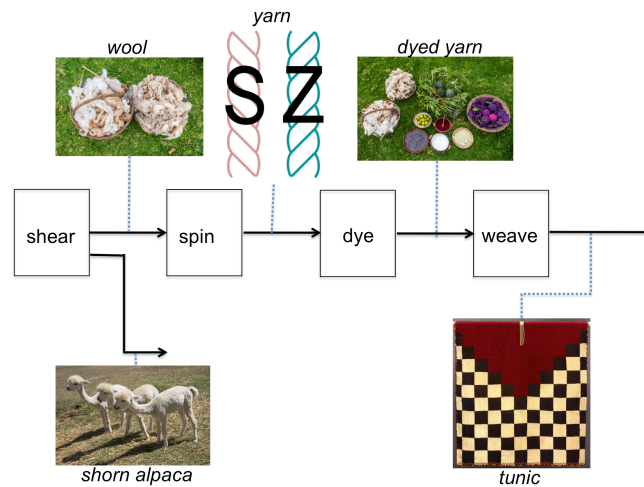 yarn
wool
dyed yarn
S Z
shear
spin
dye
weave
shorn alpaca
tunic